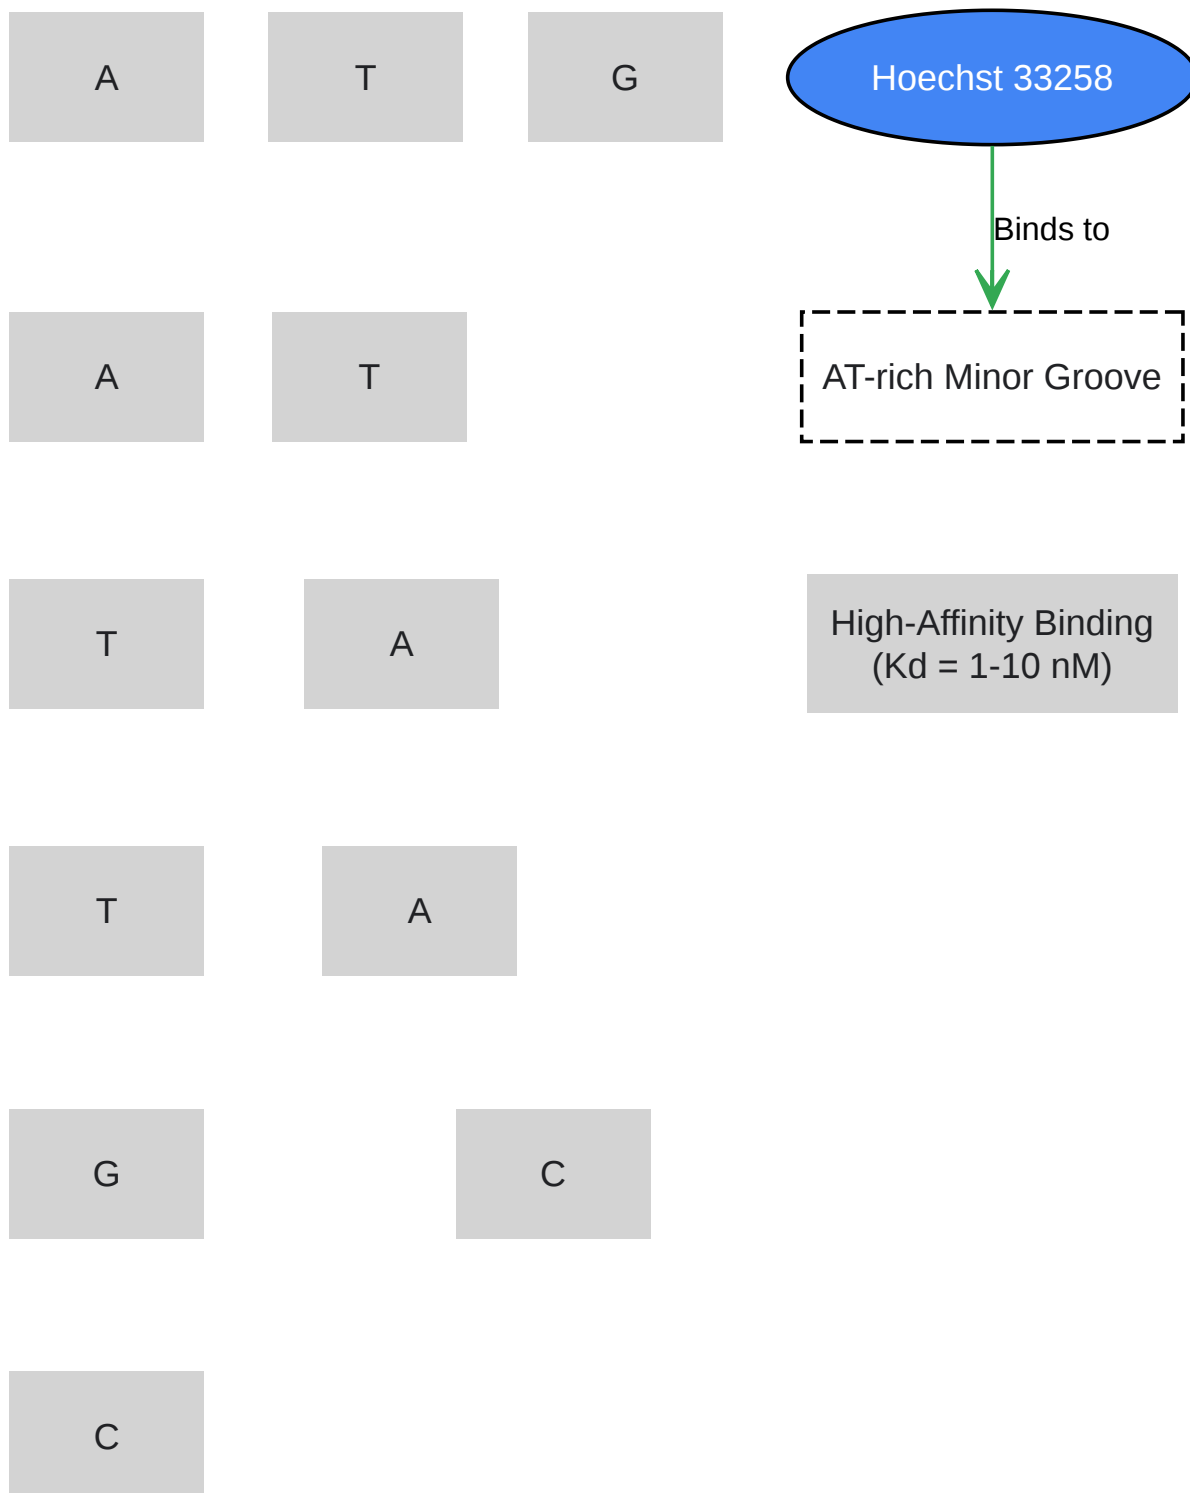 A
T
G
Hoechst 33258
Binds to
A
T
AT-rich Minor Groove
T
A
High-Affinity Binding
(Kd = 1-10 nM)
T
A
G
C
C